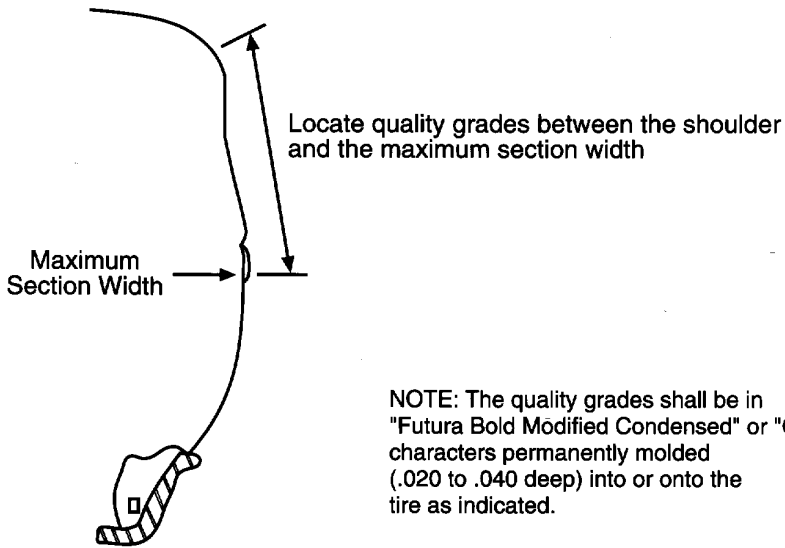 Locate quality grades between the shoulder
and the maximum section width
Maximum
Section Width
NOTE: The quality grades shall be in
"Futura Bold Modified Condensed" or
characters permanently molded
(.020 to .040 deep) into or onto the
tire as indicated.